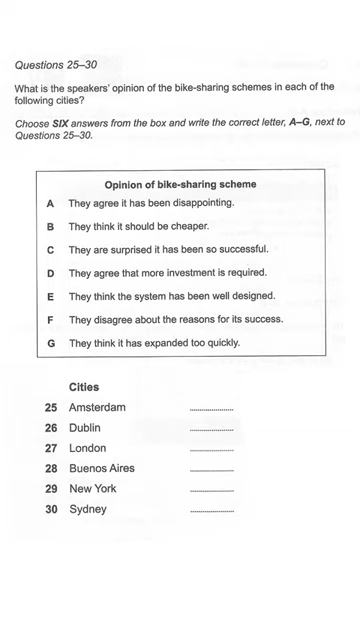 Questions 25–30
What is the speakers' opinion of the bike-sharing schemes in each of the
following cities?
Choose SIX answers from the box and write the correct letter, A–G, next to
Questions 25–30.
Opinion of bike-sharing scheme
A They agree it has been disappointing.
B They think it should be cheaper.
C They are surprised it has been so successful.
D They agree that more investment is required.
E They think the system has been well designed.
F They disagree about the reasons for its success.
G They think it has expanded too quickly.
Cities
25 Amsterdam ....................
26 Dublin ....................
27 London ....................
28 Buenos Aires ....................
29 New York ....................
30 Sydney ....................